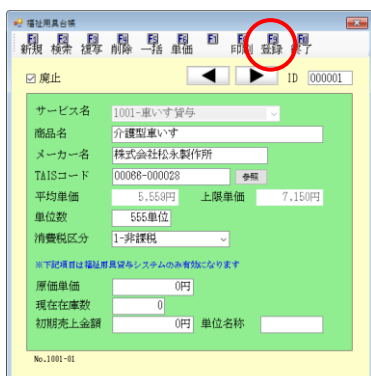 福祉用具台帳
F1 F2 F3 F4 F5 F6 F7 F8 F9
新規 検索 複写 削除 一括 単価 印刷 登録 終了
廃止 ID 000001
サービス名 1001-車いす貸与
商品名 介護型車いす
メーカー名 株式会社松永製作所
TAISコード 00066-000028 参照
平均単価 5,559円 上限単価 7,150円
単位数 555単位
消費税区分 1-非課税
※下記項目は福祉用具貸与システムのみ有効になります
原価単価 0円
現在在庫数 0
初期売上金額 0円 単位名称
No.1001-01